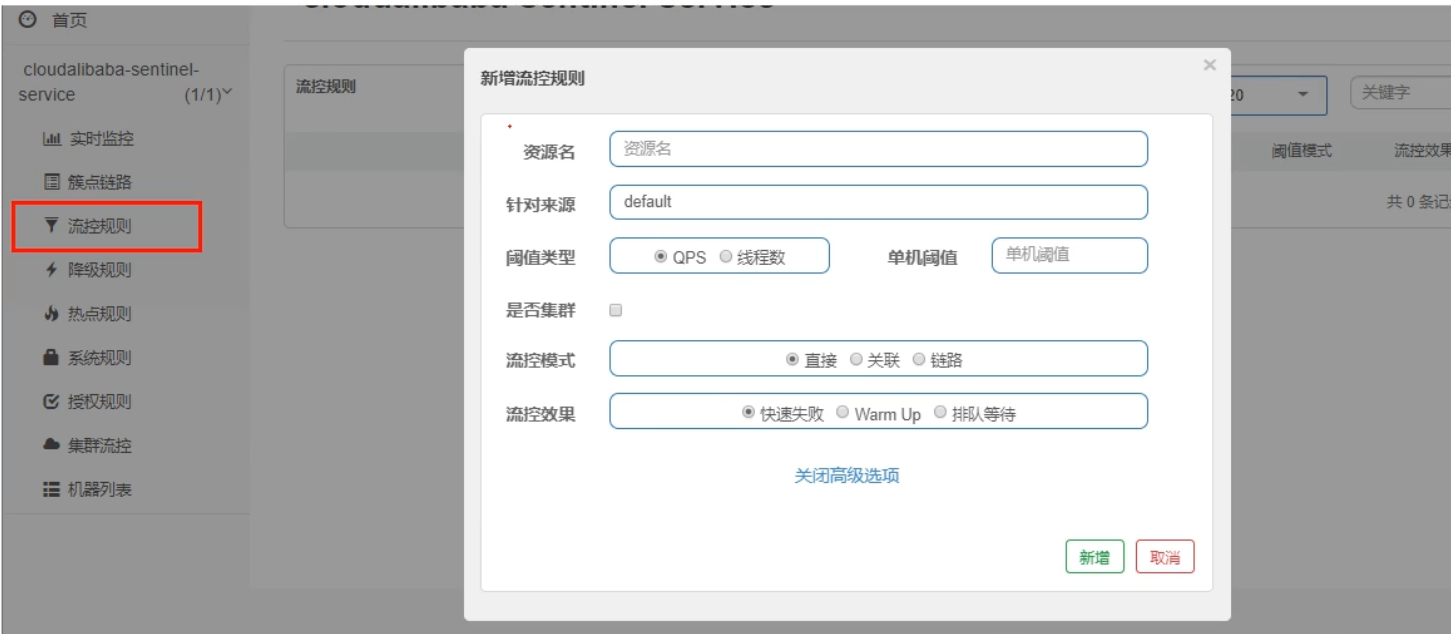 首页
cloudalibaba-sentinel-
service (1/1)
实时监控
簇点链路
流控规则
降级规则
热点规则
系统规则
授权规则
集群流控
机器列表
流控规则
20
关键字
阈值模式 流控效果
共 0 条记
新增流控规则
×
资源名 资源名
针对来源 default
阈值类型 QPS 线程数 单机阈值 单机阈值
是否集群
流控模式 直接 关联 链路
流控效果 快速失败 Warm Up 排队等待
关闭高级选项
新增 取消